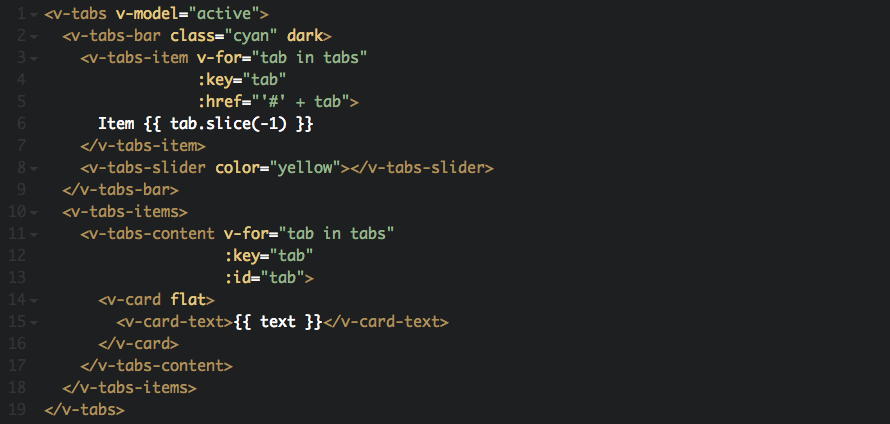 1 <v-tabs v-model="active">
2   <v-tabs-bar class="cyan" dark>
3     <v-tabs-item v-for="tab in tabs"
4                  :key="tab"
5                  :href="'#' + tab">
6       Item {{ tab.slice(-1) }}
7     </v-tabs-item>
8     <v-tabs-slider color="yellow"></v-tabs-slider>
9   </v-tabs-bar>
10   <v-tabs-items>
11     <v-tabs-content v-for="tab in tabs"
12                     :key="tab"
13                     :id="tab">
14       <v-card flat>
15         <v-card-text>{{ text }}</v-card-text>
16       </v-card>
17     </v-tabs-content>
18   </v-tabs-items>
19 </v-tabs>